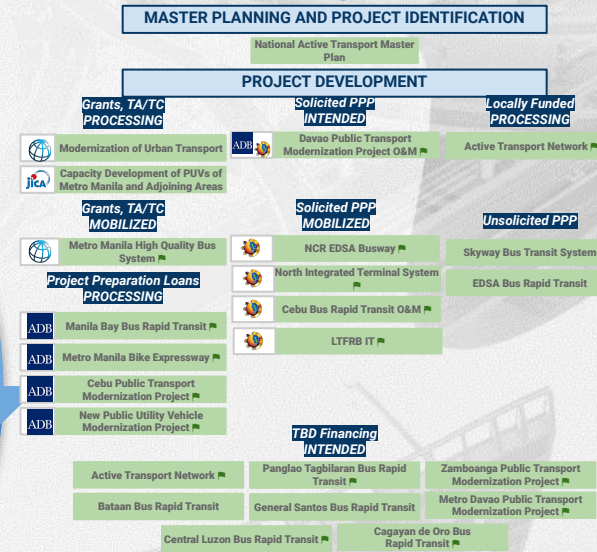 MASTER PLANNING AND PROJECT IDENTIFICATION
National Active Transport Master
Plan
PROJECT DEVELOPMENT
Grants, TA/TC
PROCESSING
Modernization of Urban Transport
jICA
Capacity Development of PUVs of
Metro Manila and Adjoining Areas
Grants, TA/TC
MOBILIZED
Metro Manila High Quality Bus
System
Project Preparation Loans
PROCESSING
ADB
Manila Bay Bus Rapid Transit
ADB
Metro Manila Bike Expressway
ADB
Cebu Public Transport
Modernization Project
ADB
New Public Utility Vehicle
Modernization Project
Solicited PPP
INTENDED
ADB
Davao Public Transport
Modernization Project O&M
Solicited PPP
MOBILIZED
NCR EDSA Busway
North Integrated Terminal System
Cebu Bus Rapid Transit O&M
LTFRB IT
Locally Funded
PROCESSING
Active Transport Network
Unsolicited PPP
Skyway Bus Transit System
EDSA Bus Rapid Transit
TBD Financing
INTENDED
Active Transport Network
Panglao Tagbilaran Bus Rapid
Transit
Zamboanga Public Transport
Modernization Project
Bataan Bus Rapid Transit
General Santos Bus Rapid Transit
Metro Davao Public Transport
Modernization Project
Central Luzon Bus Rapid Transit
Cagayan de Oro Bus
Rapid Transit